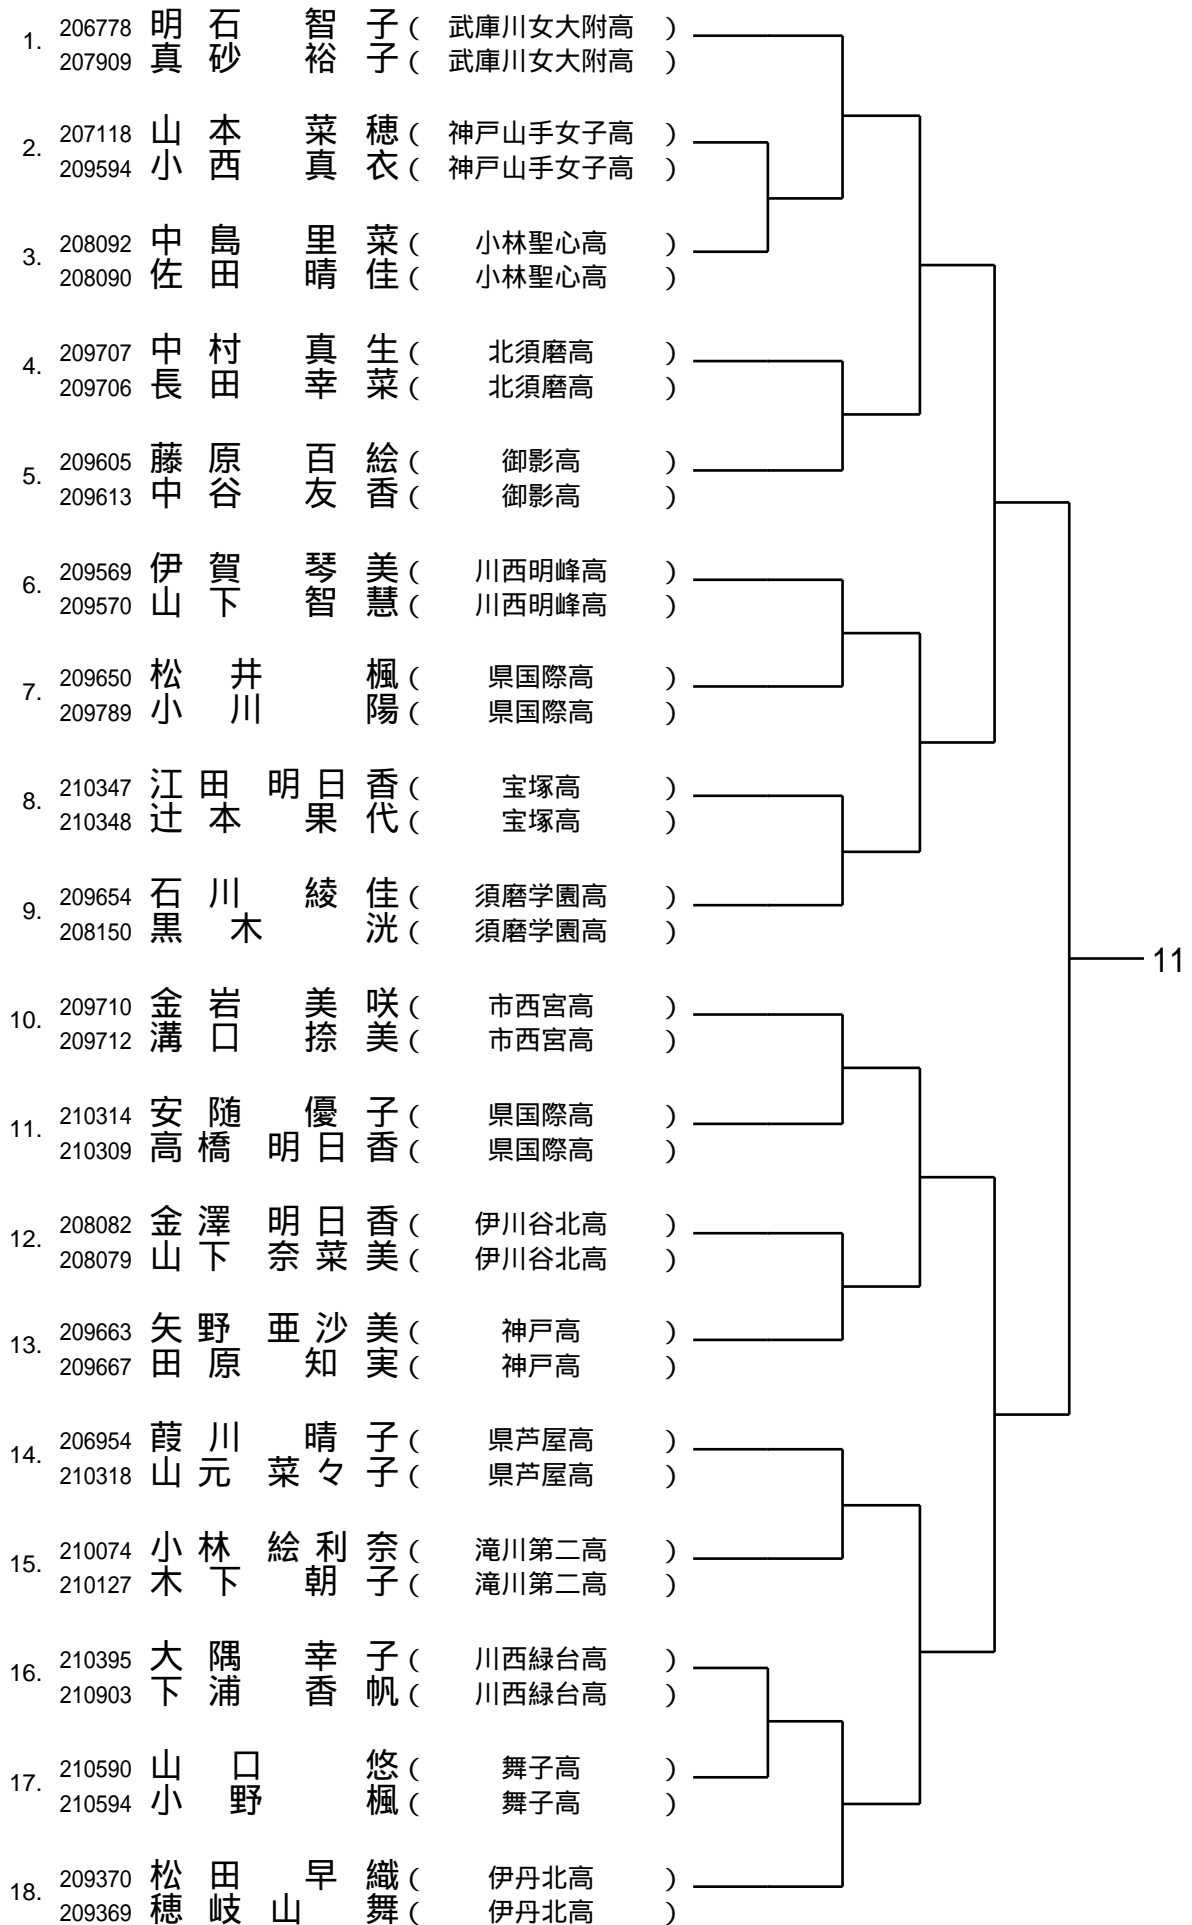 1. 206778 明石 智子 ( 武庫川女大附高 )
207909 真砂 裕子 ( 武庫川女大附高 )
2. 207118 山本 菜穂 ( 神戸山手女子高 )
209594 小西 真衣 ( 神戸山手女子高 )
3. 208092 中島 里菜 ( 小林聖心高 )
208090 佐田 晴佳 ( 小林聖心高 )
4. 209707 中村 真生 ( 北須磨高 )
209706 長田 幸菜 ( 北須磨高 )
5. 209605 藤原 百絵 ( 御影高 )
209613 中谷 友香 ( 御影高 )
6. 209569 伊賀 琴美 ( 川西明峰高 )
209570 山下 智慧 ( 川西明峰高 )
7. 209650 松井 楓 ( 県国際高 )
209789 小川 陽 ( 県国際高 )
8. 210347 江田 明日香 ( 宝塚高 )
210348 辻本 果代 ( 宝塚高 )
9. 209654 石川 綾佳 ( 須磨学園高 )
208150 黒木 洸 ( 須磨学園高 )
11
10. 209710 金岩 美咲 ( 市西宮高 )
209712 溝口 捺美 ( 市西宮高 )
11. 210314 安随 優子 ( 県国際高 )
210309 高橋 明日香 ( 県国際高 )
12. 208082 金澤 明日香 ( 伊川谷北高 )
208079 山下 奈菜美 ( 伊川谷北高 )
13. 209663 矢野 亜沙美 ( 神戸高 )
209667 田原 知実 ( 神戸高 )
14. 206954 葭川 晴子 ( 県芦屋高 )
210318 山元 菜々子 ( 県芦屋高 )
15. 210074 小林 絵利奈 ( 滝川第二高 )
210127 木下 朝子 ( 滝川第二高 )
16. 210395 大隅 幸子 ( 川西緑台高 )
210903 下浦 香帆 ( 川西緑台高 )
17. 210590 山口 悠 ( 舞子高 )
210594 小野 楓 ( 舞子高 )
18. 209370 松田 早織 ( 伊丹北高 )
209369 穂岐山 舞 ( 伊丹北高 )